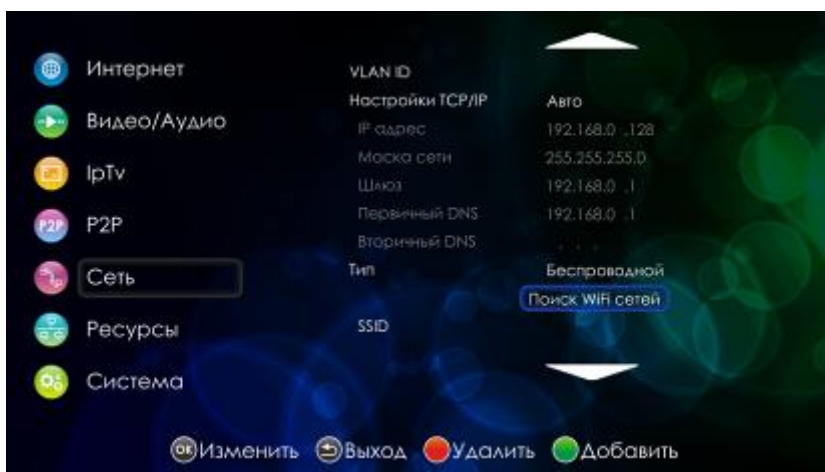 Интернет
Видео/Аудио
IpTv
P2P
P2P
Сеть
Ресурсы
Система
VLAN ID
Настройки TCP/IP Авто
IP адрес 192.168.0 .128
Маска сети 255.255.255.0
Шлюз 192.168.0 .1
Первичный DNS 192.168.0 .1
Вторичный DNS . . .
Тип Беспроводной
Поиск WiFi сетей
SSID
OK Изменить Выход Удалить Добавить